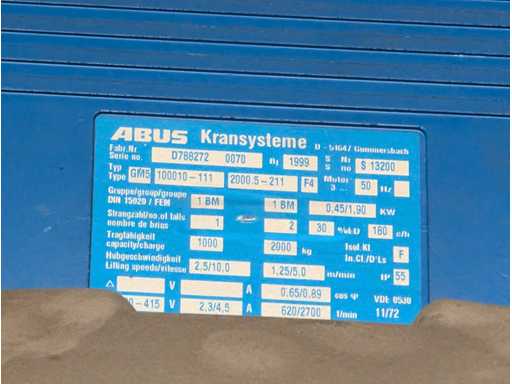 ABUS Kransysteme D - 51647 Gummersbach
Fabr.Nr. Serie no. D788272 0070 Bj 1999 S Nr S no S 13200
Typ Type GM5 100010-111 2000.5-211 F4 Motor 3 ... 50 Hz
Gruppe/group/groupe DIN 15020 / FEM 1 BM 1 BM 0,45/1,90 KW
Strangzahl/no.of falls nombre de brins 1 2 30 %ED 180 c/h
Tragfähigkeit capacity/charge 1000 2000 kg Isol.Kl In.Cl./D'Ls F
Hubgeschwindigkeit Lifting speeds/vitesse 2,5/10,0 1,25/5,0 m/min IP 55
△ V A 0.65/0.89 cos φ VDE 0530
0-415 V 2,3/4,5 A 620/2700 1/min 11/72